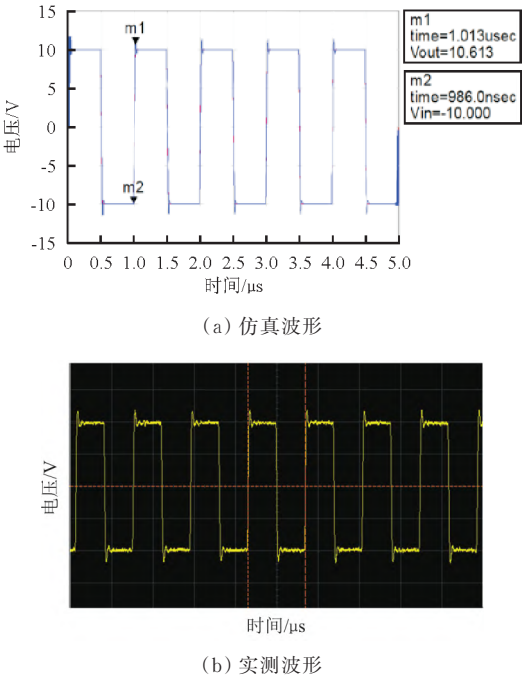 m1
time=1.013usec
Vout=10.613
m2
time=986.0nsec
Vin=-10.000
15
10
5
0
-5
-10
-15
电压/V
m1
m2
0 0.5 1.0 1.5 2.0 2.5 3.0 3.5 4.0 4.5 5.0
时间/μs
(a) 仿真波形
电压/V
时间/μs
(b) 实测波形